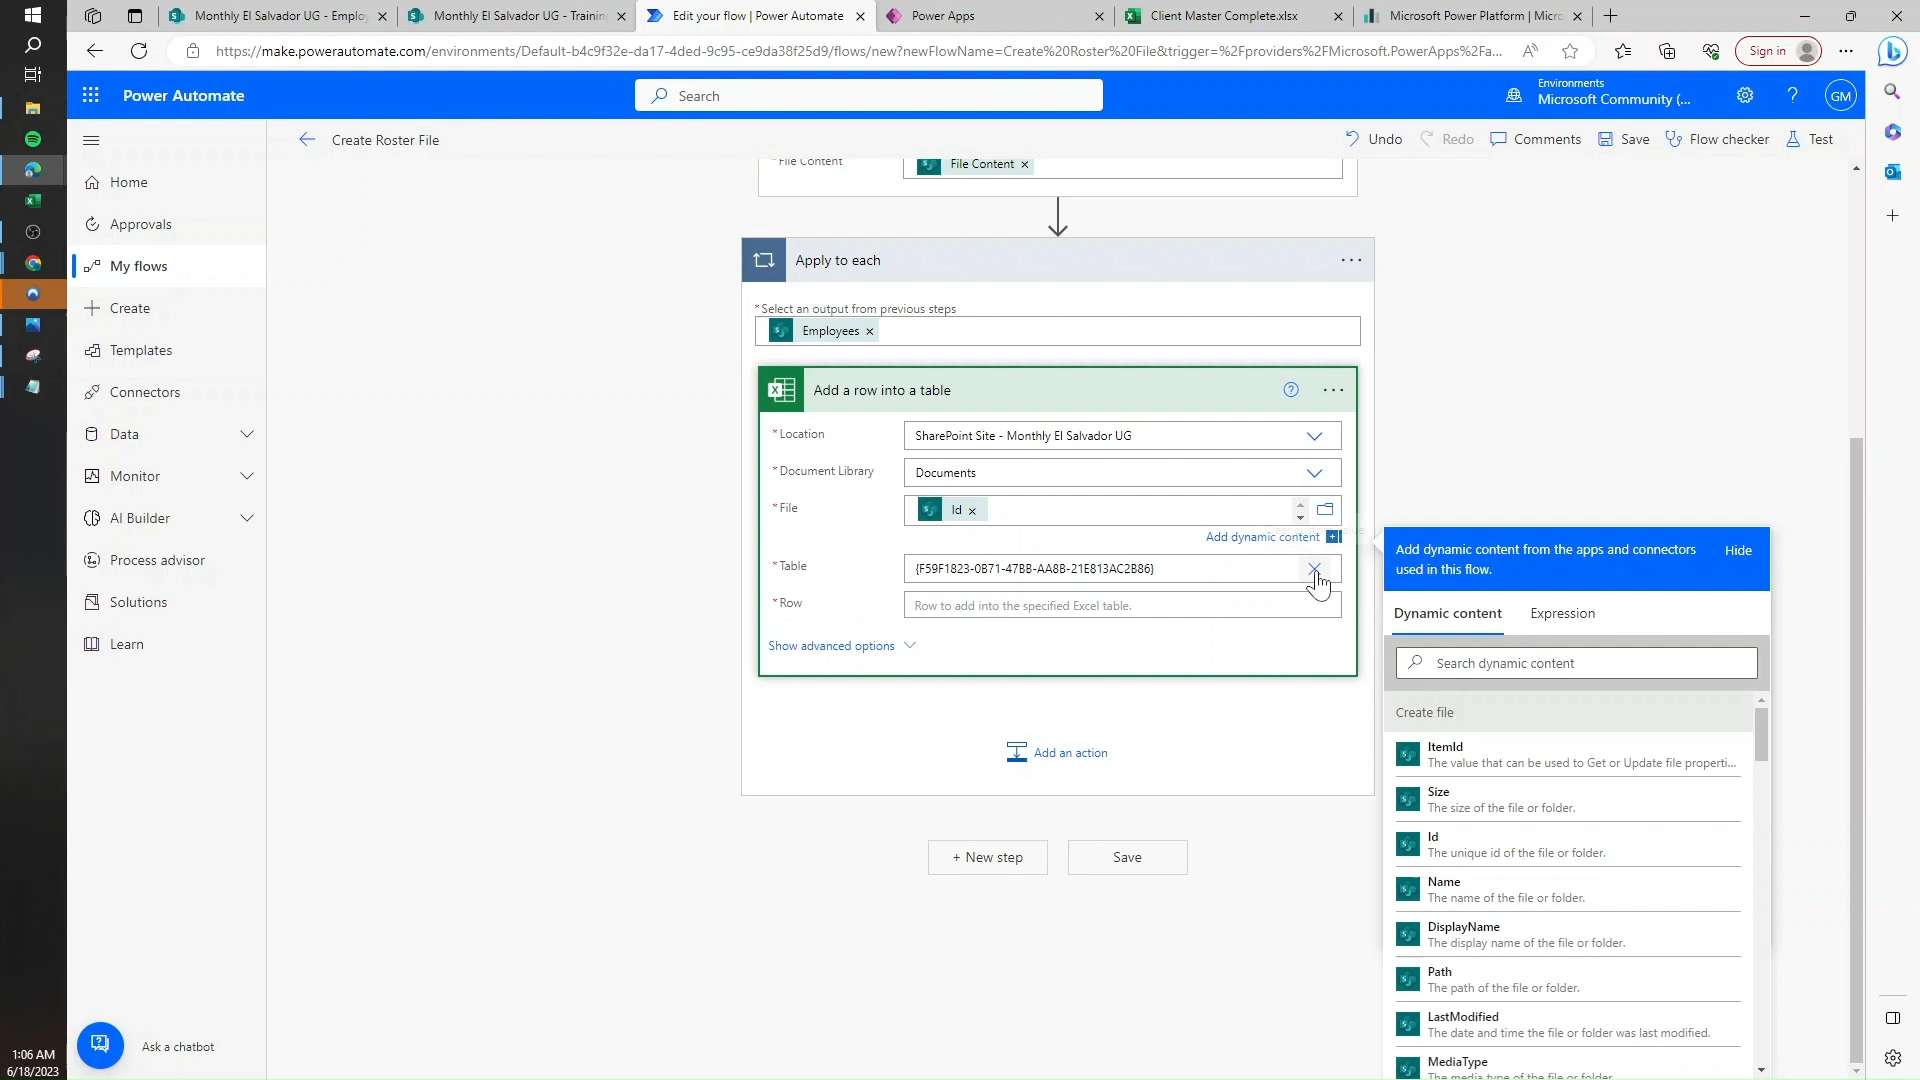 Monthly El Salvador UG - Employ
Monthly El Salvador UG - Trainin
Edit your flow | Power Automate
Power Apps
Client Master Complete.xlsx
Microsoft Power Platform | Micro
https://make.powerautomate.com/environments/Default-b4c9f32e-da17-4ded-9c95-ce9da38f25d9/flows/new?newFlowName=Create%20Roster%20File&trigger=%2Fproviders%2FMicrosoft.PowerApps%2Fa...
Sign in
Power Automate
Search
Environments
Microsoft Community (...
GM
Create Roster File
Undo
Redo
Comments
Save
Flow checker
Test
Home
Approvals
My flows
Create
Templates
Connectors
Data
Monitor
AI Builder
Process advisor
Solutions
Learn
Ask a chatbot
1:06 AM
6/18/2023
* File Content
File Content
Apply to each
* Select an output from previous steps
Employees
Add a row into a table
* Location
SharePoint Site - Monthly El Salvador UG
* Document Library
Documents
* File
Id
Add dynamic content
* Table
{F59F1823-0B71-47BB-AA8B-21E813AC2B86}
* Row
Row to add into the specified Excel table.
Show advanced options
Add an action
+ New step
Save
Add dynamic content from the apps and connectors
used in this flow.
Hide
Dynamic content
Expression
Search dynamic content
Create file
ItemId
The value that can be used to Get or Update file properti...
Size
The size of the file or folder.
Id
The unique id of the file or folder.
Name
The name of the file or folder.
DisplayName
The display name of the file or folder.
Path
The path of the file or folder.
LastModified
The date and time the file or folder was last modified.
MediaType
The media type of the file or folder.